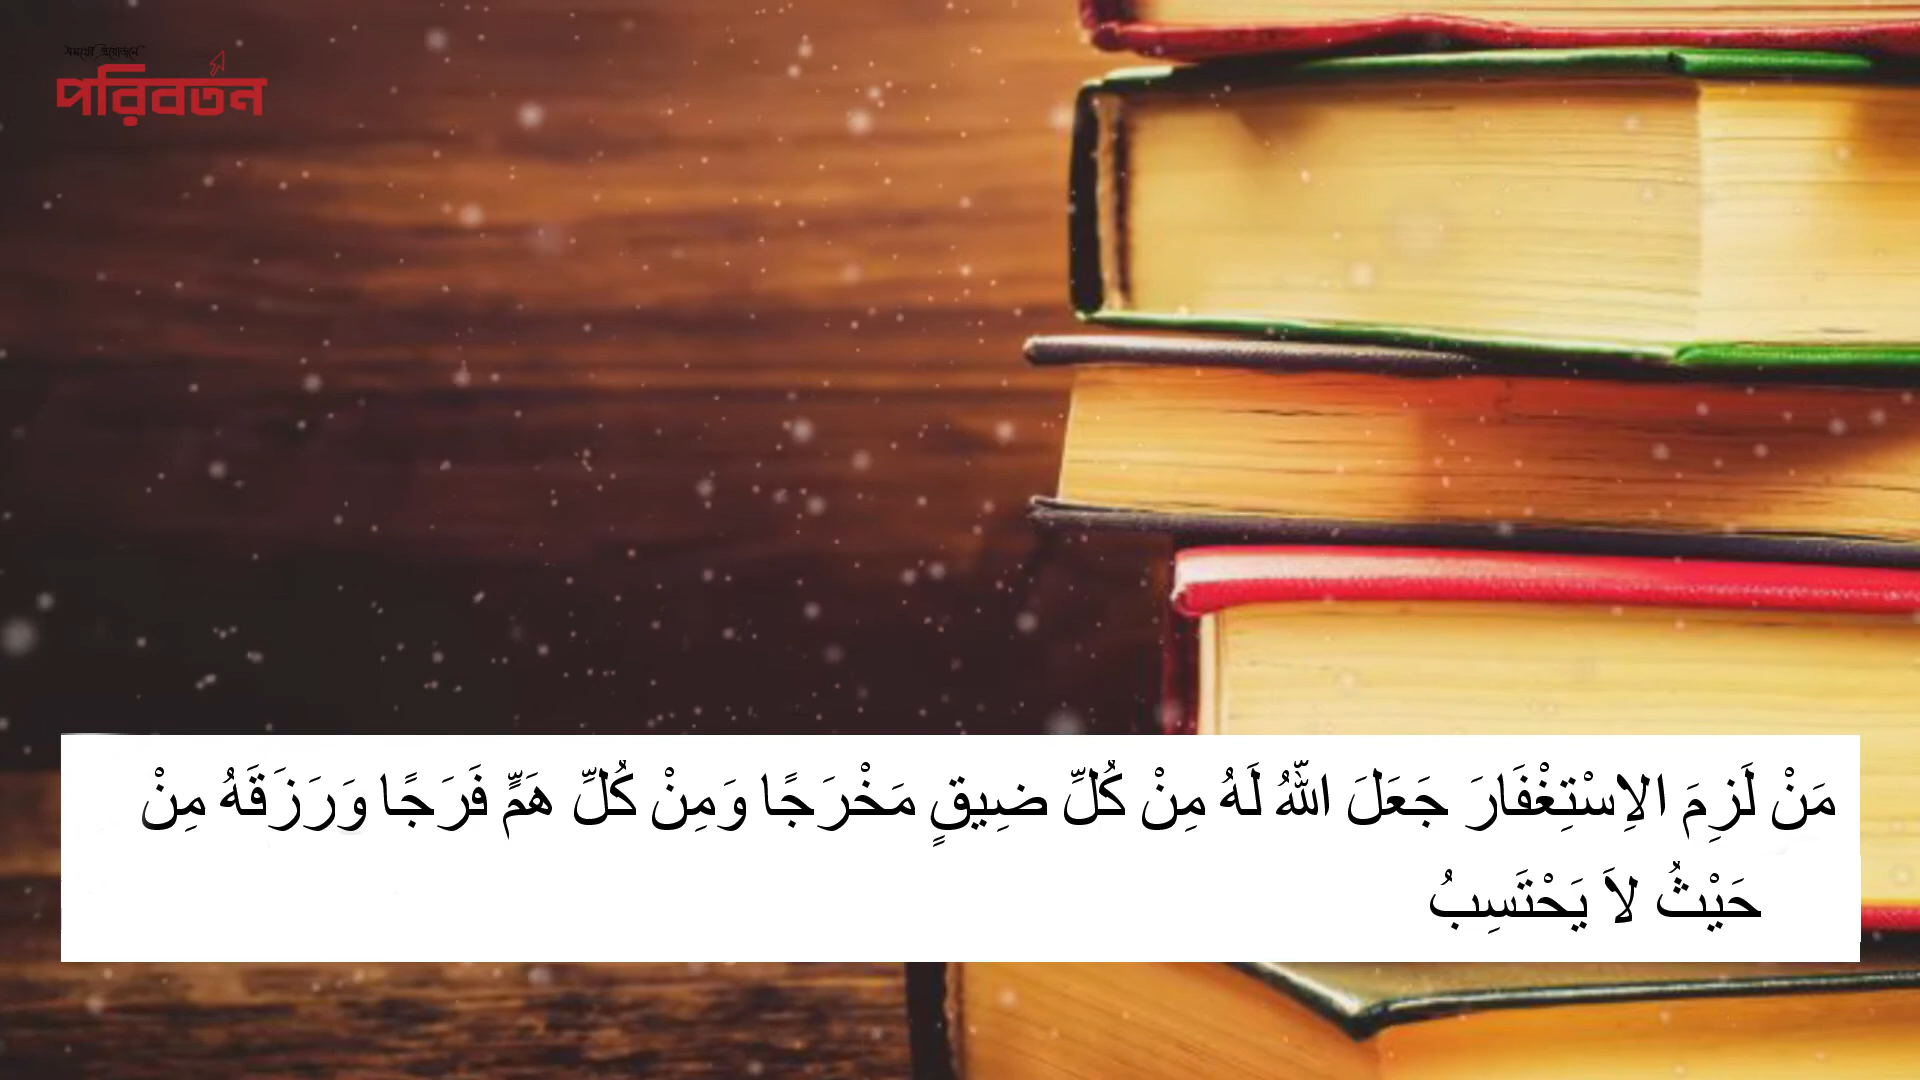 পরিবর্তন
مَنْ لَزِمَ الاِسْتِغْفَارَ جَعَلَ اللَّهُ لَهُ مِنْ كُلِّ ضِيقٍ مَخْرَجًا وَمِنْ كُلِّ هَمٍّ فَرَجًا وَرَزَقَهُ مِنْ
حَيْثُ لاَ يَحْتَسِبُ